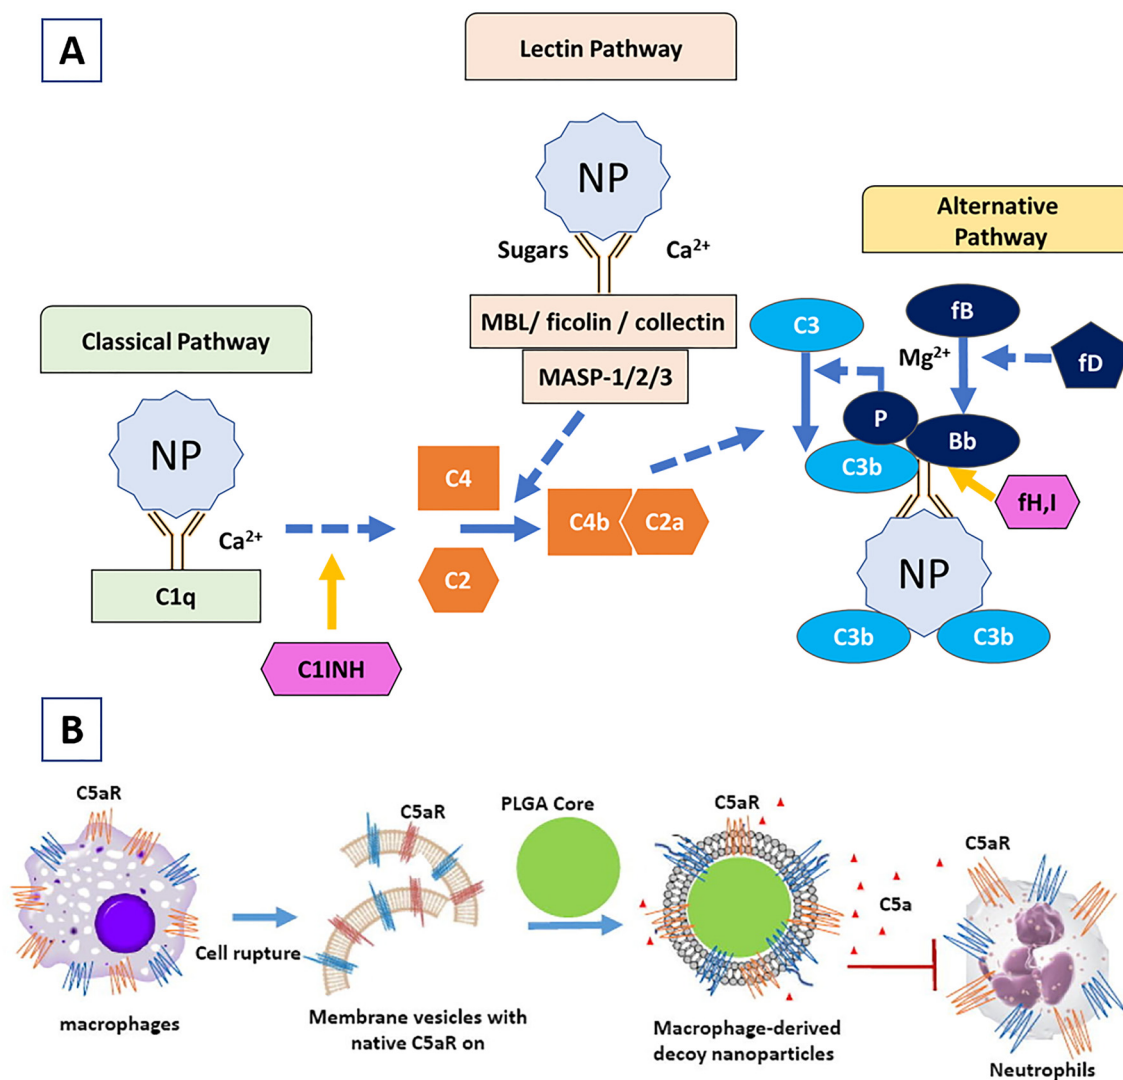 A
Lectin Pathway
NP
Sugars
Ca²⁺
MBL/ ficolin / collectin
MASP-1/2/3
Alternative
Pathway
C3
fB
Mg²⁺
fD
P
Bb
C3b
fH,I
NP
C3b
C3b
Classical Pathway
NP
Ca²⁺
C1q
C1INH
C4
C2
C4b
C2a
B
C5aR
macrophages
Cell rupture
C5aR
Membrane vesicles with
native C5aR on
PLGA Core
C5aR
C5a
Macrophage-derived
decoy nanoparticles
C5aR
Neutrophils